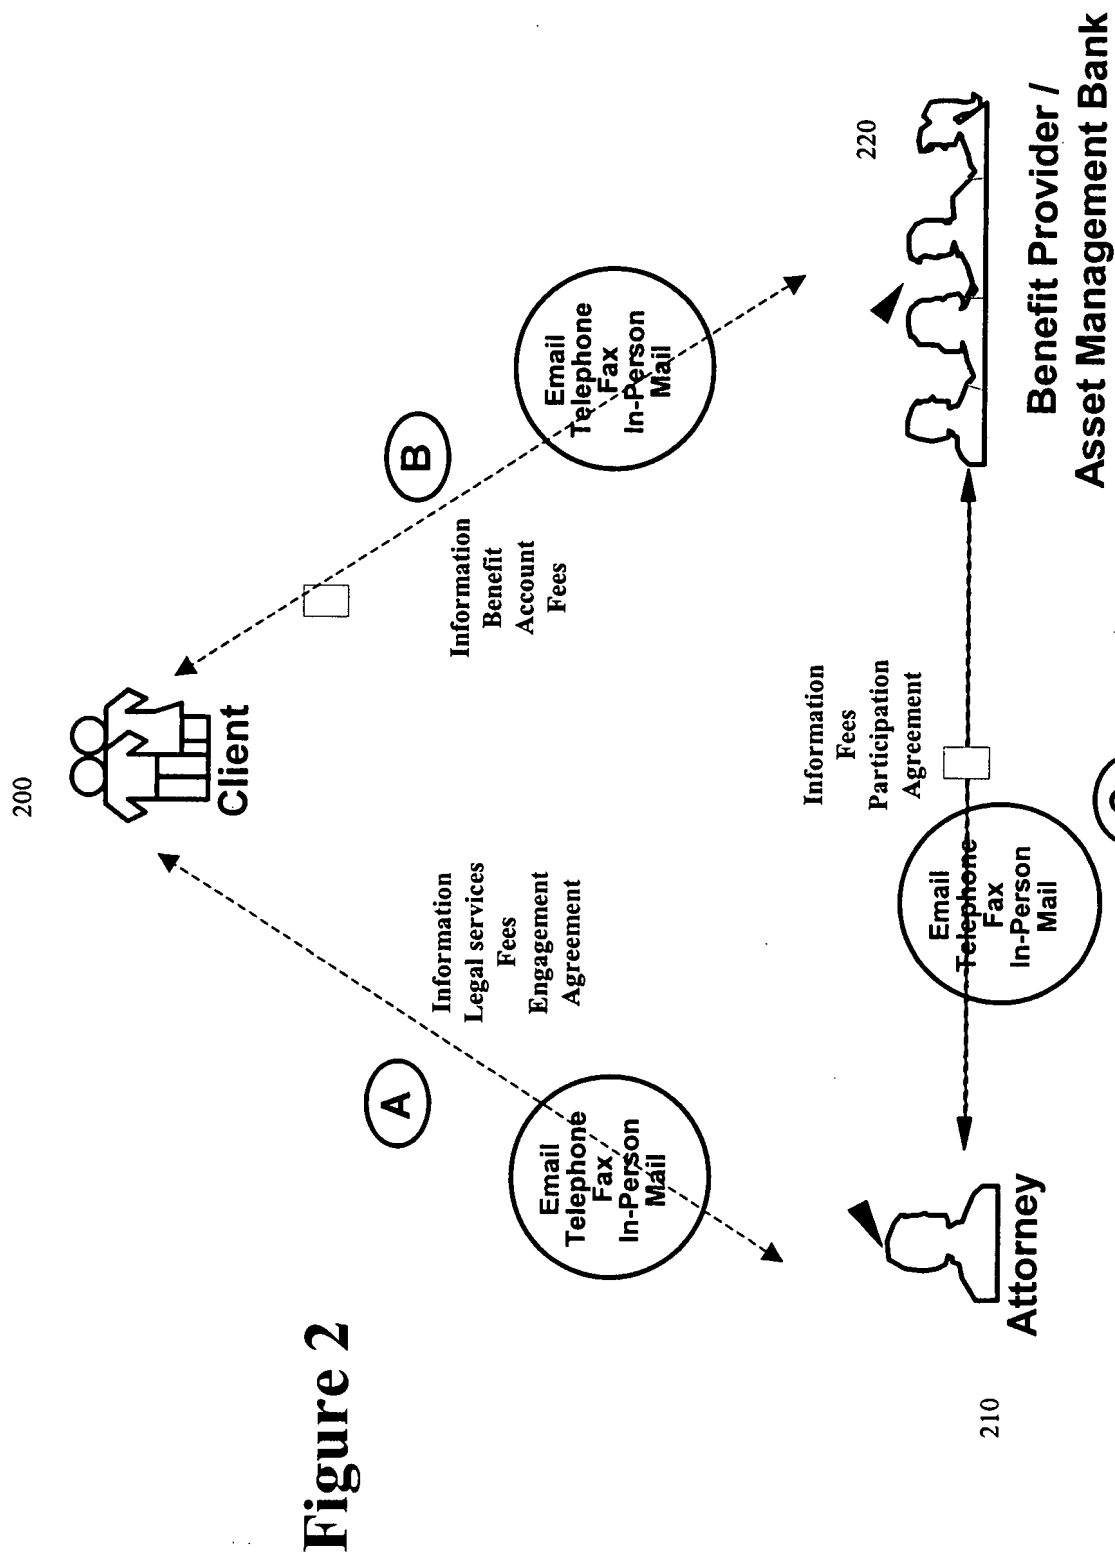 200
Client
Figure 2
A
B
Information
Legal services
Fees
Engagement
Agreement
Information
Benefit
Account
Fees
Email
Telephone
Fax
In-Person
Mail
Email
Telephone
Fax
In-Person
Mail
Information
Fees
Participation
Agreement
220
Email
Telephone
Fax
In-Person
Mail
210
Attorney
Benefit Provider /
Asset Management Bank